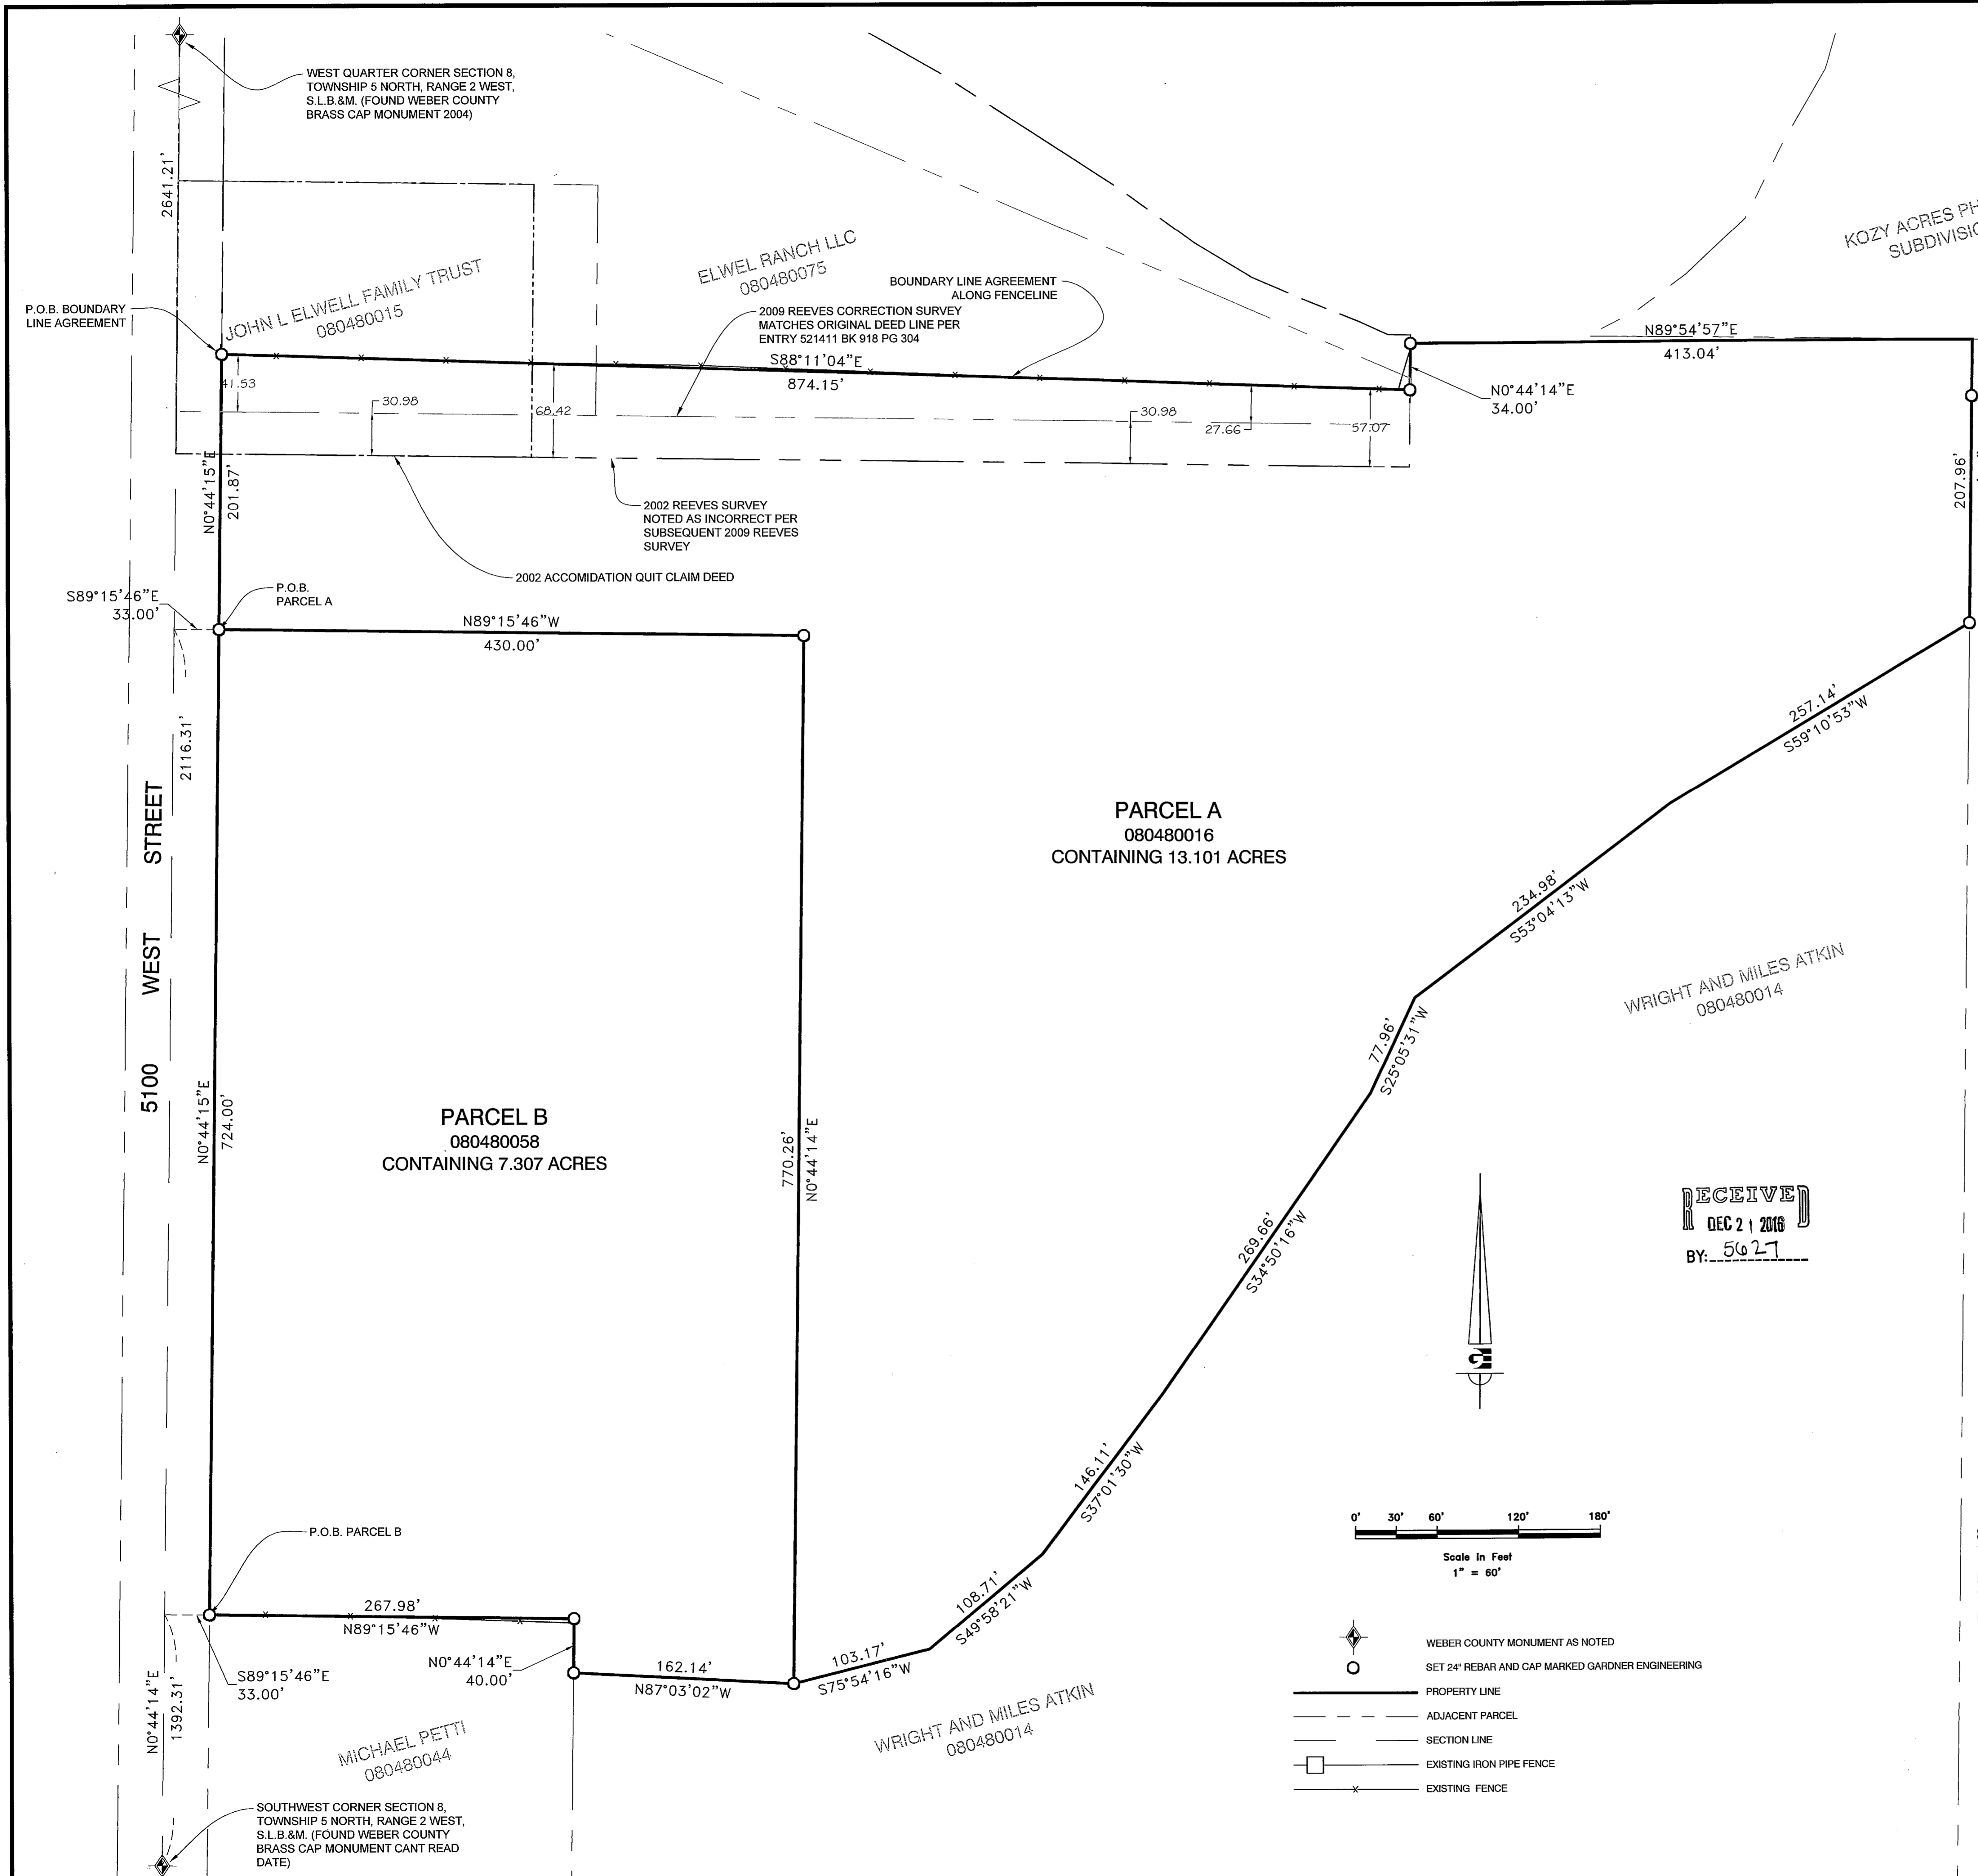 WEST QUARTER CORNER SECTION 8,
TOWNSHIP 5 NORTH, RANGE 2 WEST,
S.L.B.&M. (FOUND WEBER COUNTY
BRASS CAP MONUMENT 2004)
2641.21'
KOZY ACRES
JOHN L ELWELL FAMILY TRUST
080480015
ELWEL RANCH LLC
080480075
P.O.B. BOUNDARY
LINE AGREEMENT
BOUNDARY LINE AGREEMENT
ALONG FENCELINE
2009 REEVES CORRECTION SURVEY
MATCHES ORIGINAL DEED LINE PER
ENTRY 521411 BK 918 PG 304
S88°11'04"E
874.15'
N89°54'57"E
413.04'
N0°44'14"E
34.00'
41.53
30.98
68.42
30.98
27.66
57.07
N0°44'15"E
201.87'
207.96'
2002 REEVES SURVEY
NOTED AS INCORRECT PER
SUBSEQUENT 2009 REEVES
SURVEY
2002 ACCOMIDATION QUIT CLAIM DEED
S89°15'46"E
33.00'
P.O.B.
PARCEL A
N89°15'46"W
430.00'
2116.31'
257.14'
S59°10'53"W
5100 WEST STREET
PARCEL A
080480016
CONTAINING 13.101 ACRES
234.98'
S53°04'13"W
WRIGHT AND MILES ATKIN
080480014
77.96'
S25°05'31"W
N0°44'15"E
724.00'
PARCEL B
080480058
CONTAINING 7.307 ACRES
770.26'
N0°44'14"E
269.66'
S34°50'16"W
RECEIVED
DEC 21 2016
BY: 5627
146.11'
S37°01'30"W
P.O.B. PARCEL B
0' 30' 60' 120' 180'
Scale In Feet
1" = 60'
267.98'
N89°15'46"W
108.71'
S49°58'21"W
N0°44'14"E
40.00'
162.14'
N87°03'02"W
103.17'
S75°54'16"W
S89°15'46"E
33.00'
N0°44'14"E
1392.31'
MICHAEL PETTI
080480044
WRIGHT AND MILES ATKIN
080480014
WEBER COUNTY MONUMENT AS NOTED
SET 24" REBAR AND CAP MARKED GARDNER ENGINEERING
PROPERTY LINE
ADJACENT PARCEL
SECTION LINE
EXISTING IRON PIPE FENCE
EXISTING FENCE
SOUTHWEST CORNER SECTION 8,
TOWNSHIP 5 NORTH, RANGE 2 WEST,
S.L.B.&M. (FOUND WEBER COUNTY
BRASS CAP MONUMENT CANT READ
DATE)